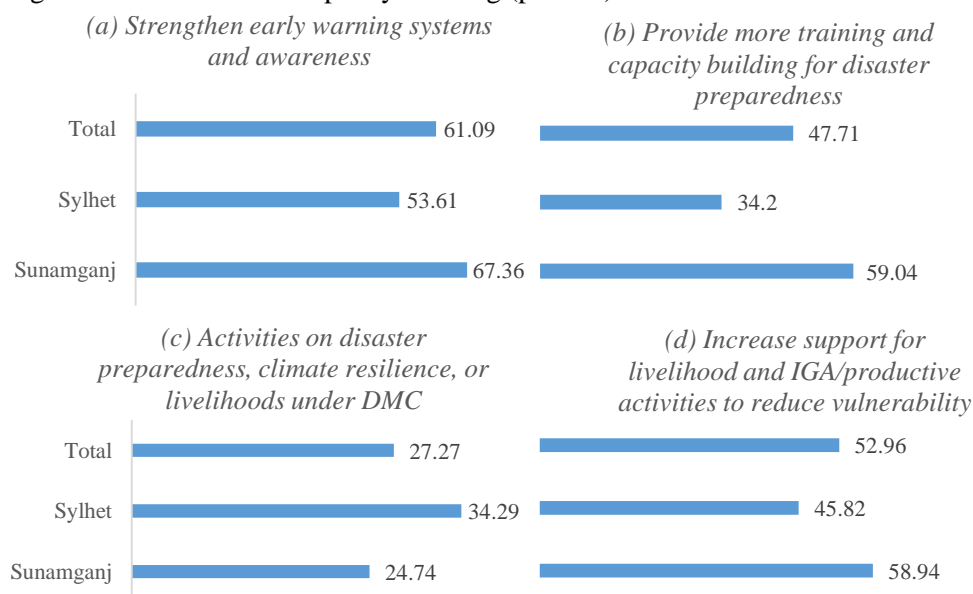 (a) Strengthen early warning systems
and awareness
Total
61.09
Sylhet
53.61
Sunamganj
67.36
(b) Provide more training and
capacity building for disaster
preparedness
47.71
34.2
59.04
(c) Activities on disaster
preparedness, climate resilience, or
livelihoods under DMC
Total
27.27
Sylhet
34.29
Sunamganj
24.74
(d) Increase support for
livelihood and IGA/productive
activities to reduce vulnerability
52.96
45.82
58.94